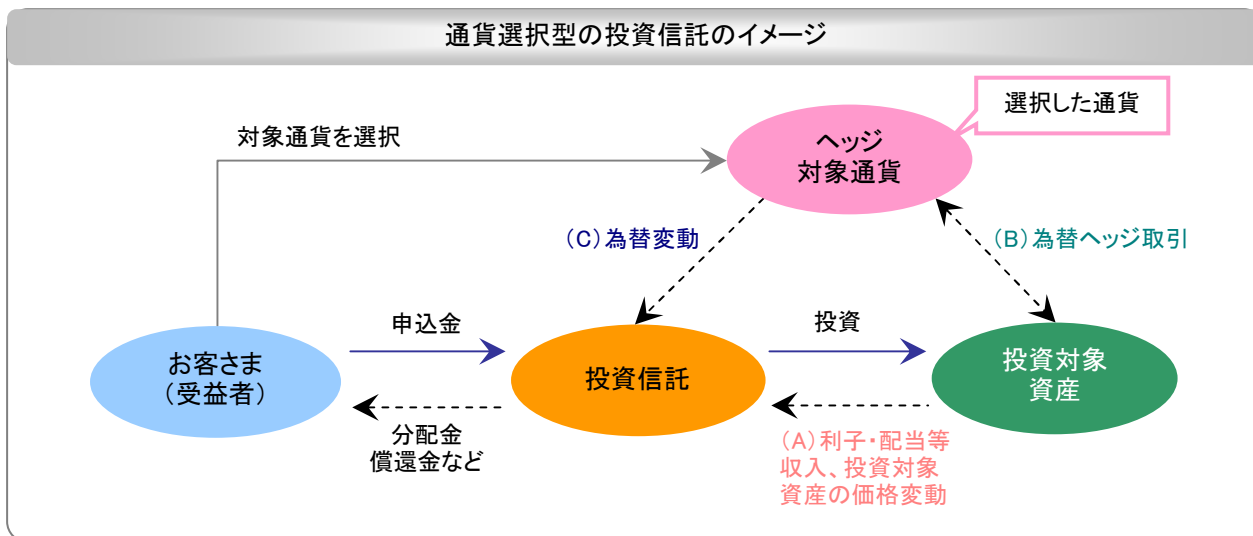 通貨選択型の投資信託のイメージ
選択した通貨
対象通貨を選択
ヘッジ
対象通貨
(C)為替変動
(B)為替ヘッジ取引
申込金
投資
お客さま
(受益者)
投資信託
投資対象
資産
分配金
償還金など
(A)利子・配当等
収入、投資対象
資産の価格変動